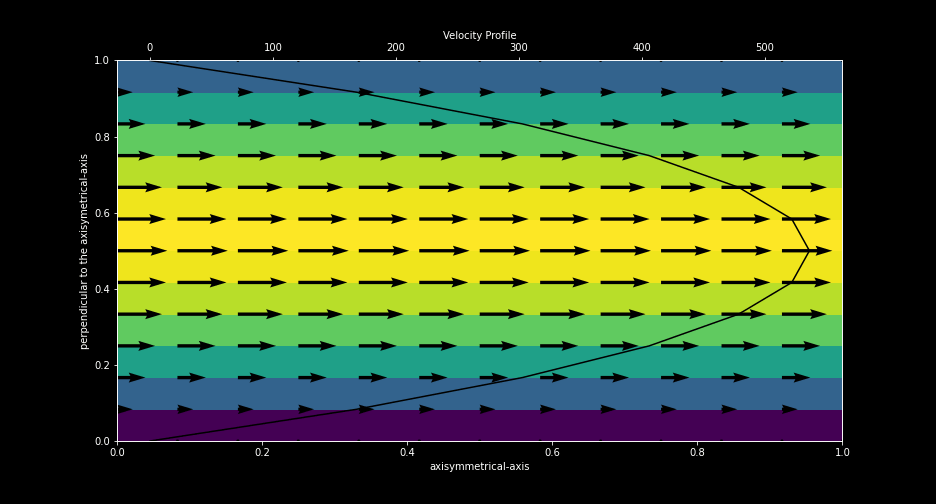 Velocity Profile
0 100 200 300 400 500
1.0
0.8
0.6
0.4
0.2
0.0
perpendicular to the axisymetrical-axis
0.0 0.2 0.4 0.6 0.8 1.0
axisymmetrical-axis